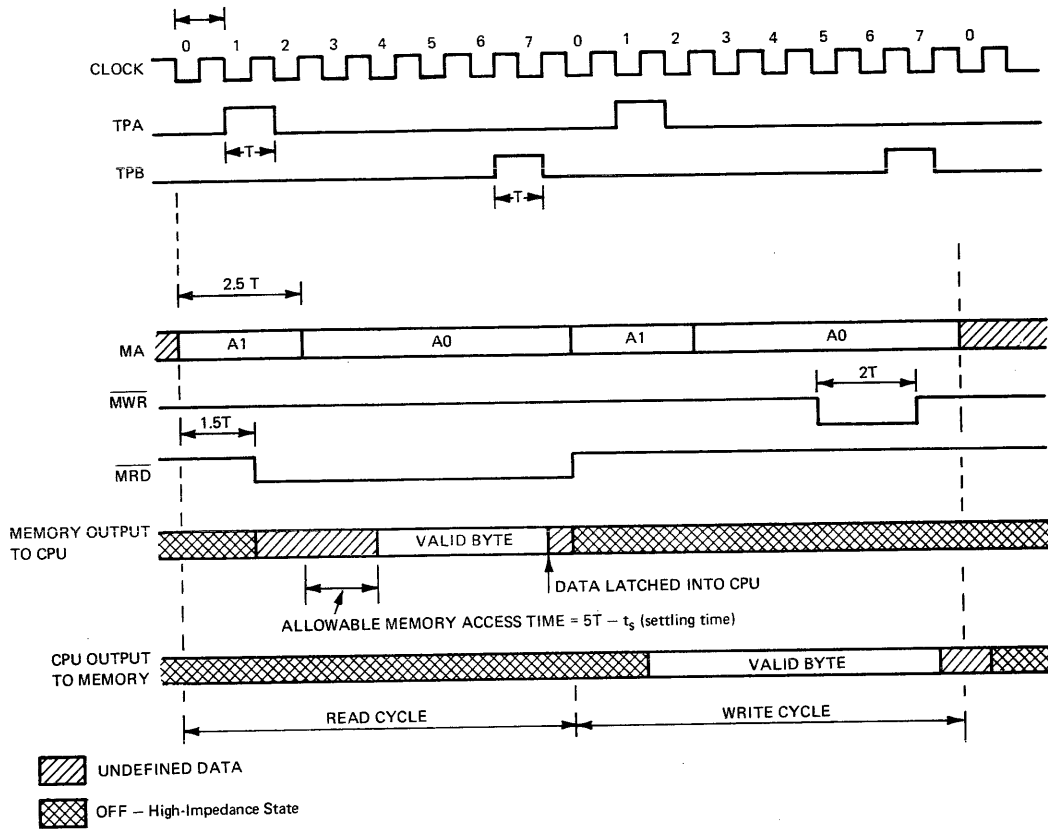 0 1 2 3 4 5 6 7 0 1 2 3 4 5 6 7 0
CLOCK
TPA
T
TPB
T
2.5 T
MA A1 A0 A1 A0
2T
MWR
1.5T
MRD
MEMORY OUTPUT
TO CPU
VALID BYTE
DATA LATCHED INTO CPU
ALLOWABLE MEMORY ACCESS TIME = 5T – ts (settling time)
CPU OUTPUT
TO MEMORY
VALID BYTE
READ CYCLE WRITE CYCLE
UNDEFINED DATA
OFF – High-Impedance State